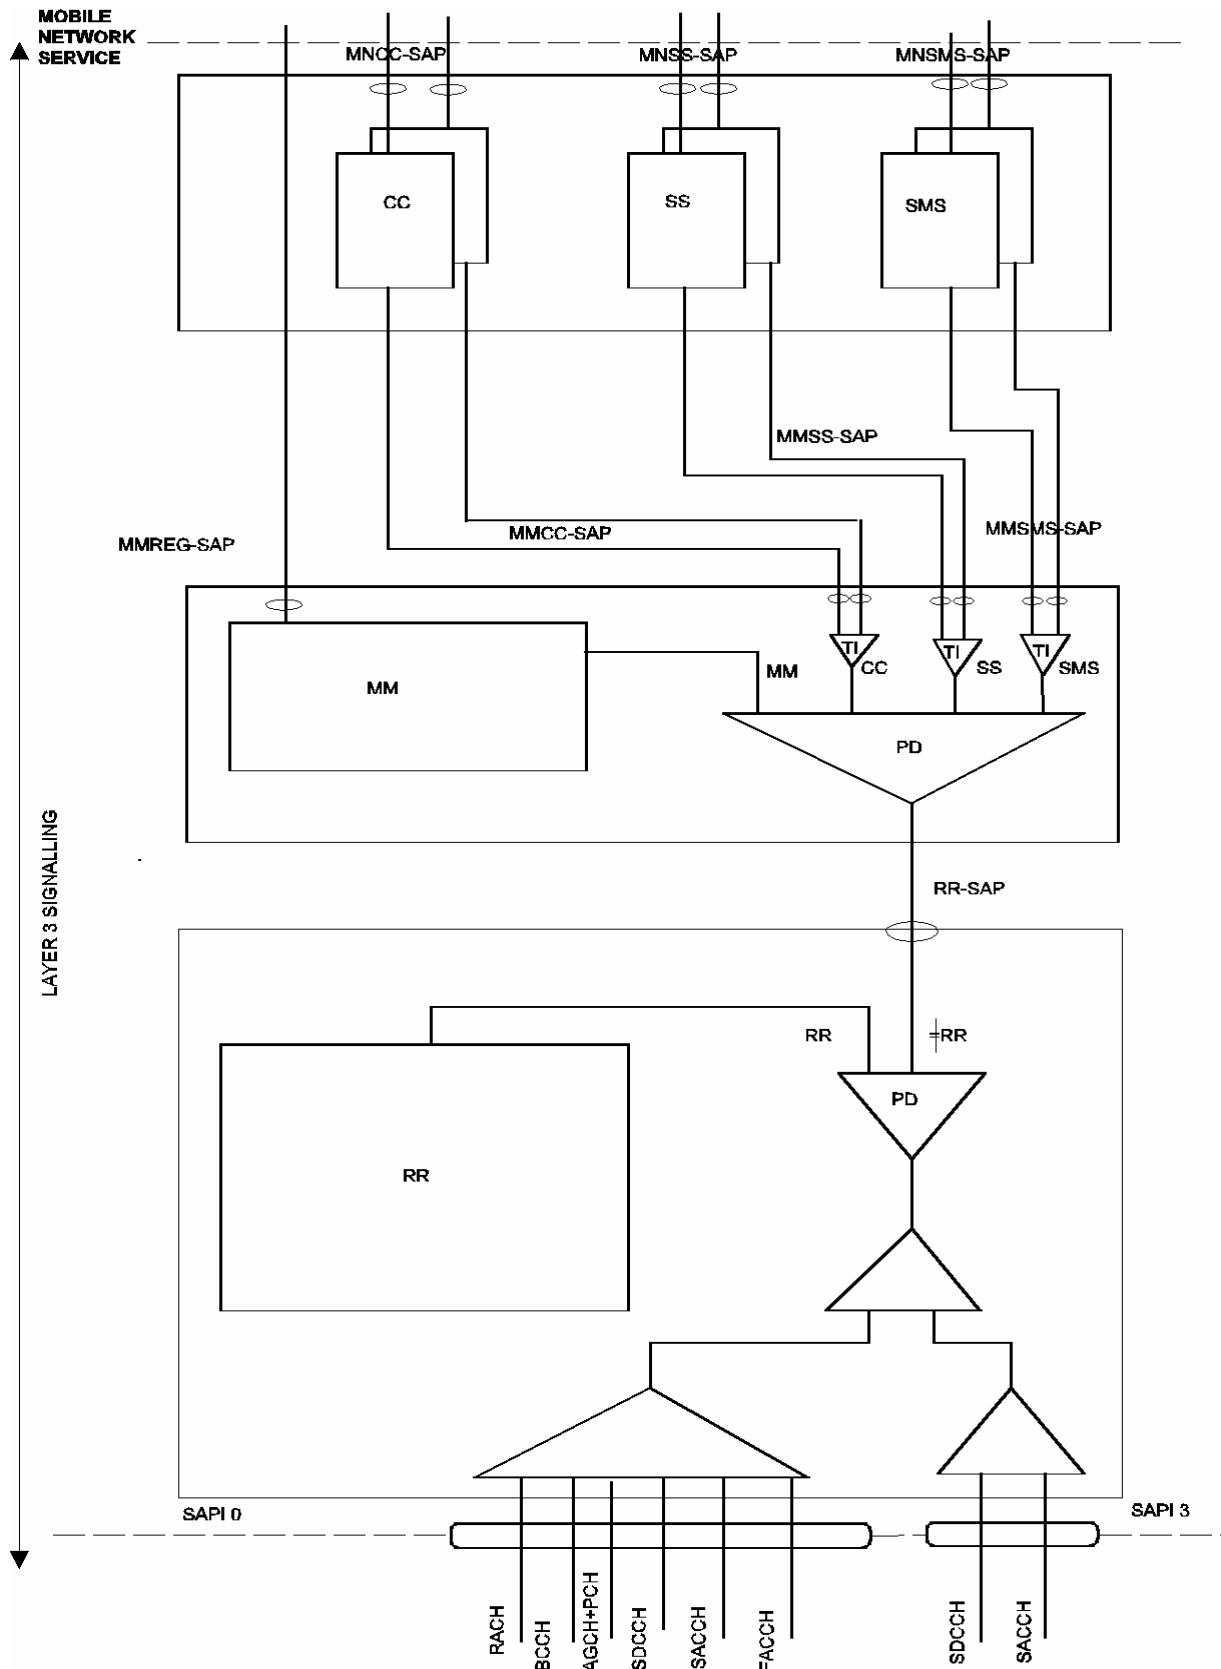 MOBILE
NETWORK
SERVICE
MNCC-SAP
MNSS-SAP
MNSMS-SAP
CC
SS
SMS
MMSS-SAP
MMREG-SAP
MMCC-SAP
MMSMS-SAP
TI
TI
TI
MM
CC
SS
SMS
MM
PD
LAYER 3 SIGNALLING
RR-SAP
RR
≠RR
PD
RR
SAPI 0
SAPI 3
RACH
BCCH
AGCH+PCH
SDCCH
SACCH
FACCH
SDCCH
SACCH